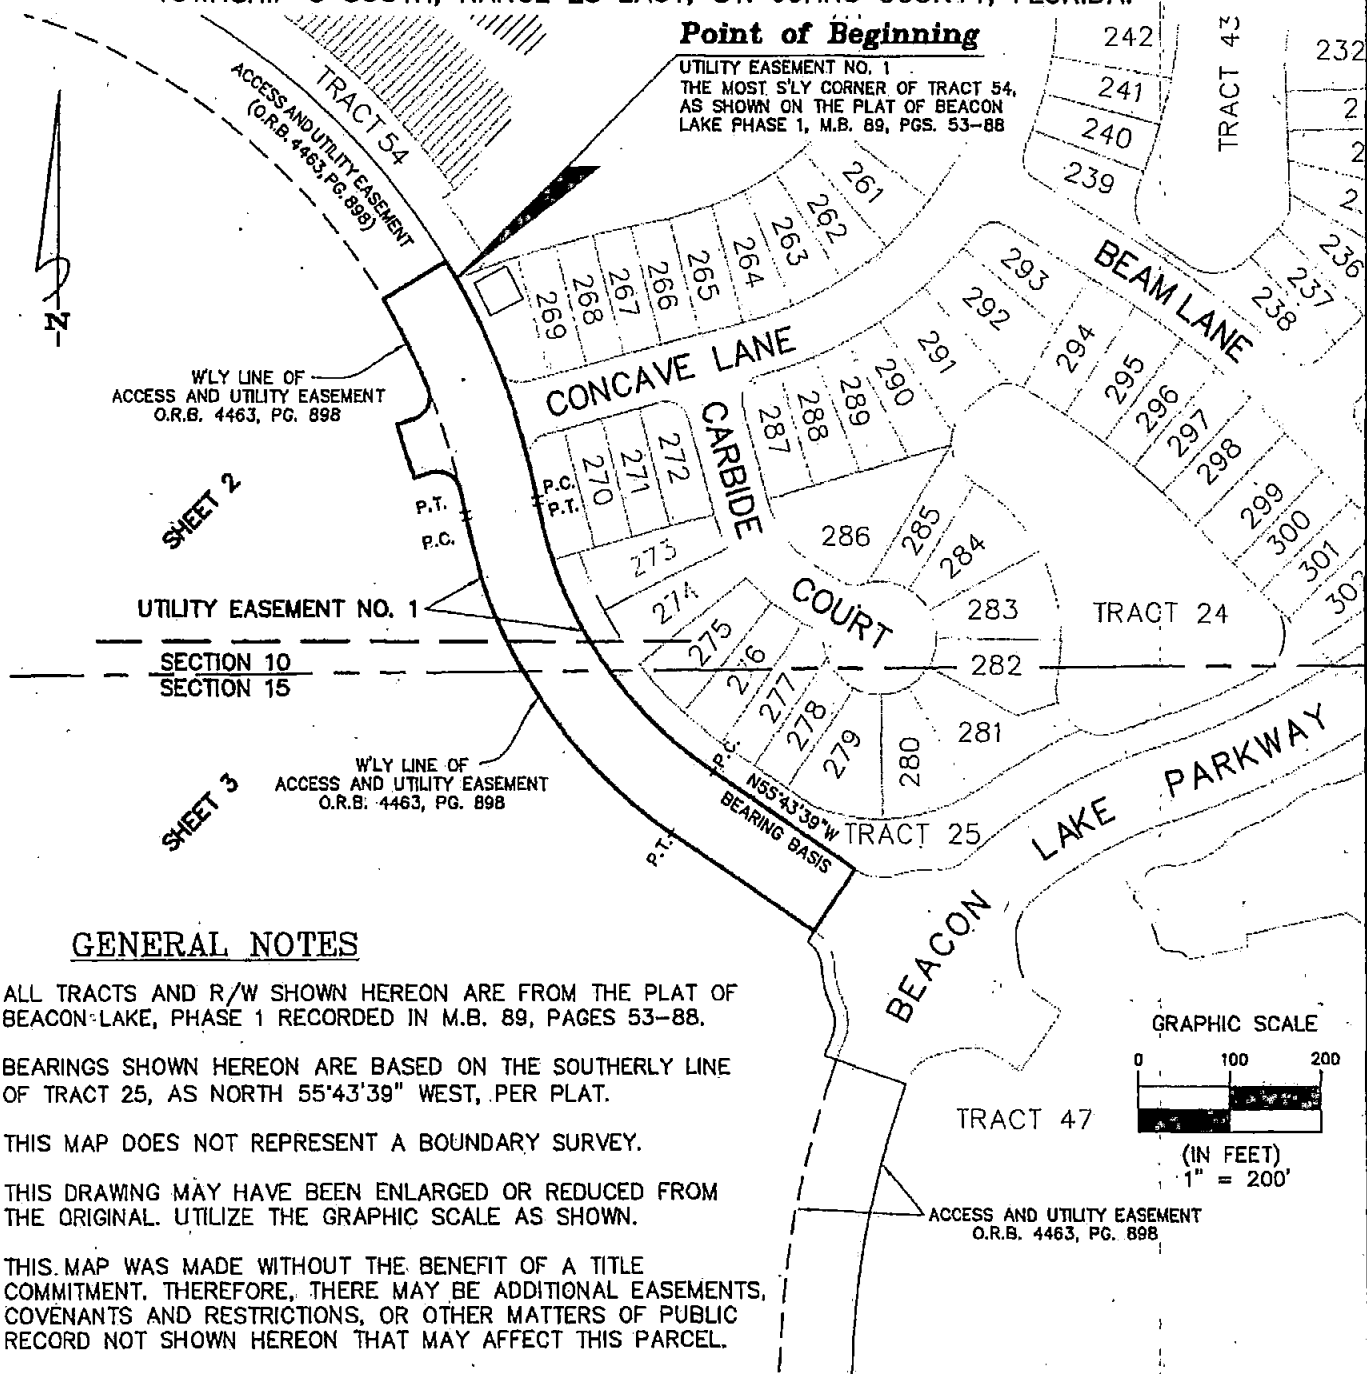 Point of Beginning
UTILITY EASEMENT NO. 1
THE MOST S'LY CORNER OF TRACT 54,
AS SHOWN ON THE PLAT OF BEACON
LAKE PHASE 1, M.B. 89, PGS. 53-88
ACCESS AND UTILITY EASEMENT
(O.R.B. 4463, PG. 898)
TRACT 54
242
241
240
239
TRACT 43
232
236
237
238
261
262
263
264
265
266
267
268
269
BEAM LANE
293
292
291
290
289
288
287
294
295
296
297
298
299
300
301
302
N
CONCAVE LANE
W'LY LINE OF
ACCESS AND UTILITY EASEMENT
O.R.B. 4463, PG. 898
CARBIDE
COURT
272
271
270
273
274
275
276
277
278
279
280
281
282
283
284
285
286
P.C.
P.T.
P.T.
P.C.
SHEET 2
UTILITY EASEMENT NO. 1
TRACT 24
SECTION 10
SECTION 15
W'LY LINE OF
ACCESS AND UTILITY EASEMENT
O.R.B. 4463, PG. 898
SHEET 3
P.C.
P.T.
N55°43'39"W
BEARING BASIS
TRACT 25
BEACON LAKE PARKWAY
GENERAL NOTES
ALL TRACTS AND R/W SHOWN HEREON ARE FROM THE PLAT OF
BEACON LAKE, PHASE 1 RECORDED IN M.B. 89, PAGES 53-88.
BEARINGS SHOWN HEREON ARE BASED ON THE SOUTHERLY LINE
OF TRACT 25, AS NORTH 55°43'39" WEST, PER PLAT.
THIS MAP DOES NOT REPRESENT A BOUNDARY SURVEY.
THIS DRAWING MAY HAVE BEEN ENLARGED OR REDUCED FROM
THE ORIGINAL. UTILIZE THE GRAPHIC SCALE AS SHOWN.
THIS MAP WAS MADE WITHOUT THE BENEFIT OF A TITLE
COMMITMENT. THEREFORE, THERE MAY BE ADDITIONAL EASEMENTS,
COVENANTS AND RESTRICTIONS, OR OTHER MATTERS OF PUBLIC
RECORD NOT SHOWN HEREON THAT MAY AFFECT THIS PARCEL.
GRAPHIC SCALE
0 100 200
(IN FEET)
1" = 200'
TRACT 47
ACCESS AND UTILITY EASEMENT
O.R.B. 4463, PG. 898